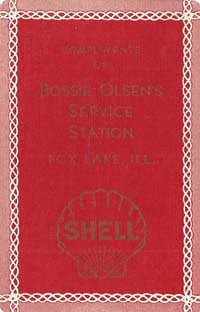 COMPLIMENTS
OF
BOSSIE OLSEN'S
SERVICE
STATION
FOX LAKE, ILL.
SHELL